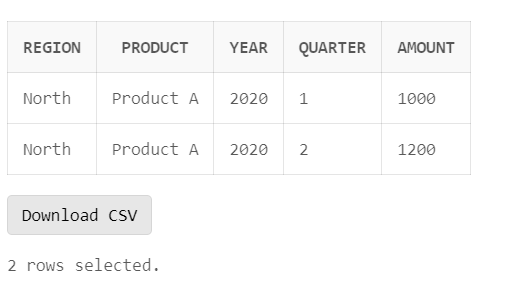 REGION PRODUCT YEAR QUARTER AMOUNT
North Product A 2020 1 1000
North Product A 2020 2 1200
Download CSV
2 rows selected.